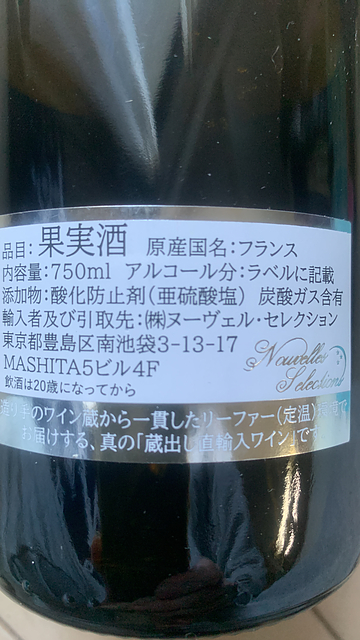 品目：果実酒 原産国名：フランス
内容量：750ml アルコール分：ラベルに記載
添加物：酸化防止剤（亜硫酸塩） 炭酸ガス含有
輸入者及び引取先：㈱ヌーヴェル・セレクション
東京都豊島区南池袋3-13-17
MASHITA5ビル4F
Nouvelles
Selections
飲酒は20歳になってから
造り手のワイン蔵から一貫したリーファー（定温）
お届けする、真の「蔵出し直輸入ワイン」です